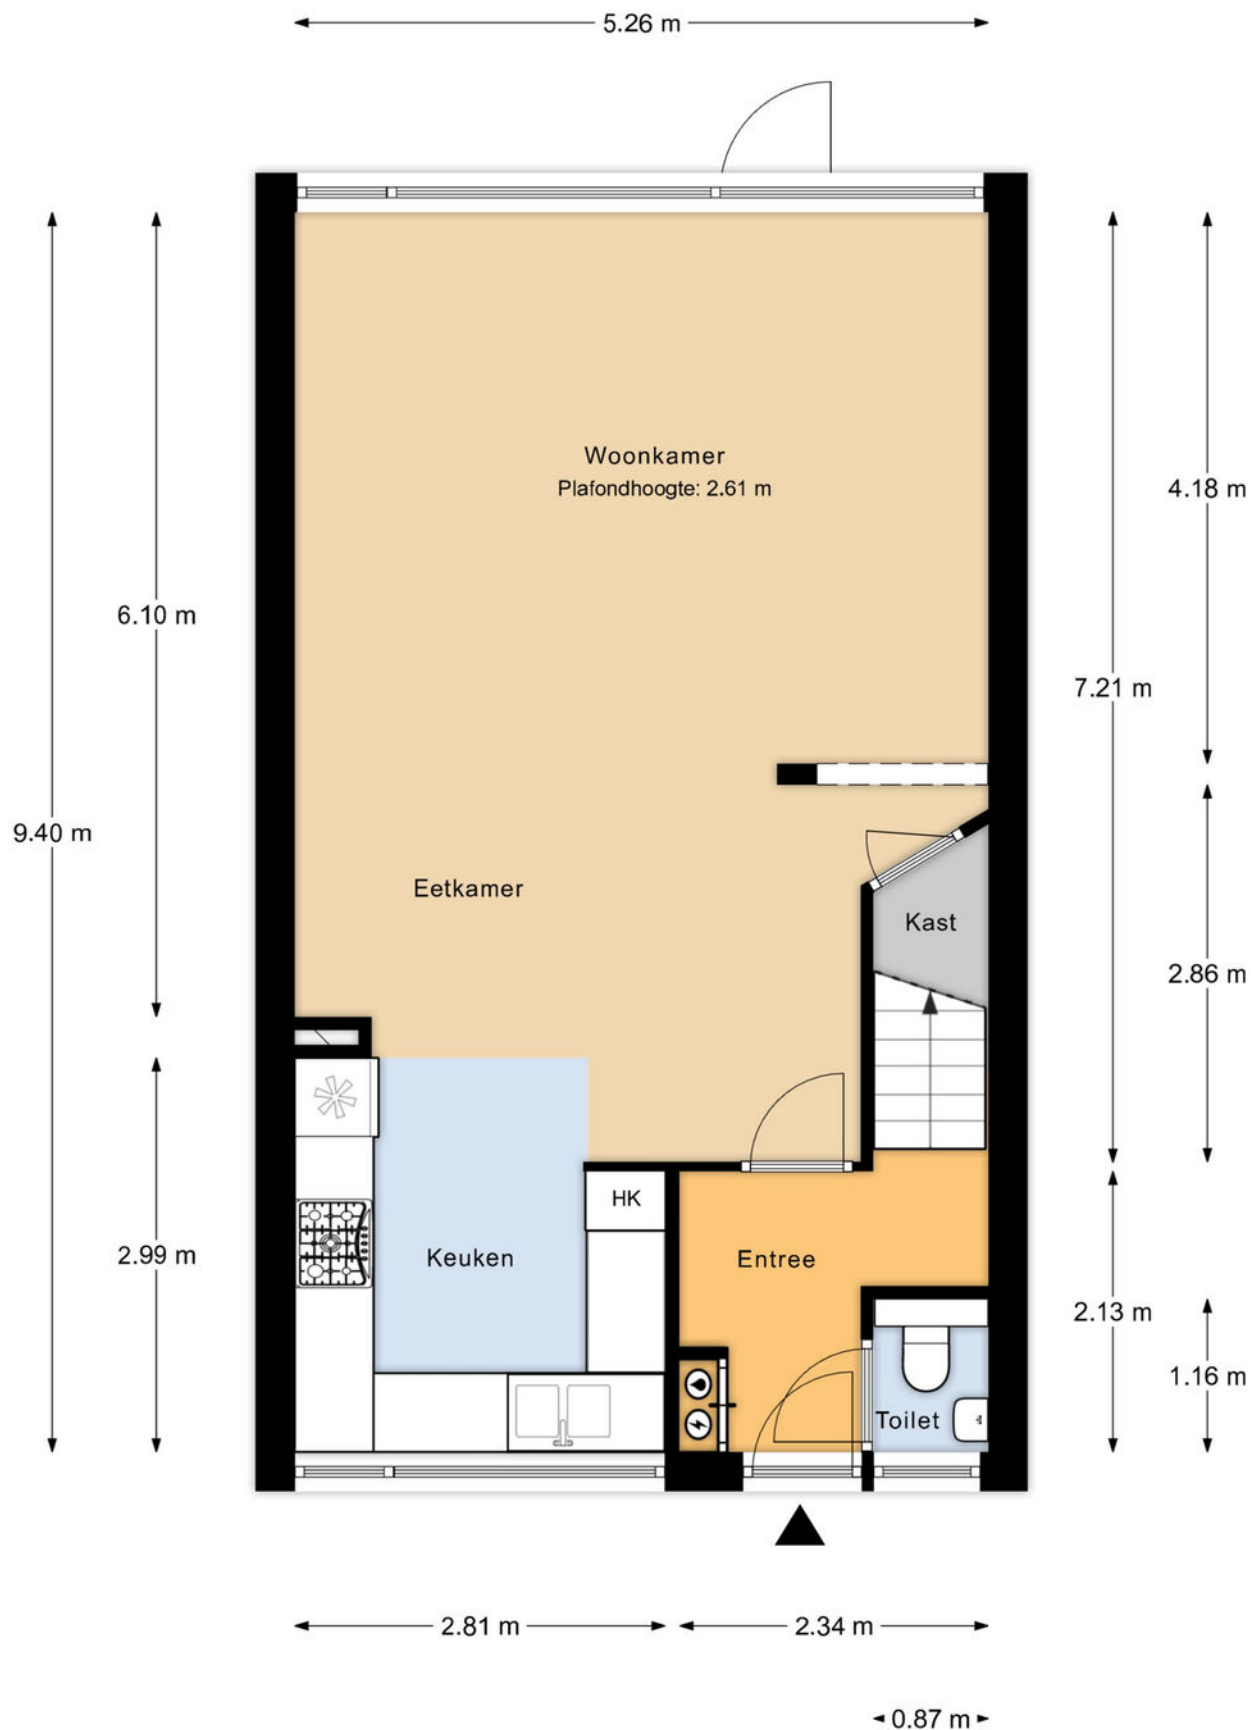 5.26 m
Woonkamer
Plafondhoogte: 2.61 m
4.18 m
6.10 m
7.21 m
9.40 m
Eetkamer
Kast
2.86 m
HK
2.99 m
Keuken
Entree
2.13 m
1.16 m
Toilet
2.81 m
2.34 m
0.87 m